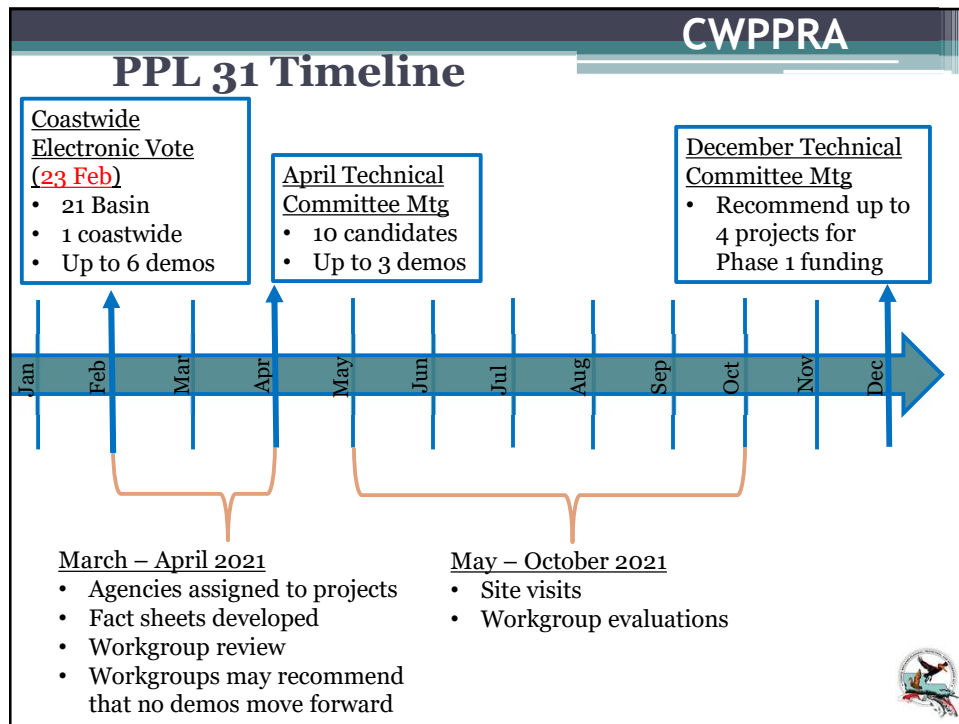 CWPPRA
PPL 31 Timeline
Coastwide
Electronic Vote
(23 Feb)
• 21 Basin
• 1 coastwide
• Up to 6 demos
April Technical
Committee Mtg
• 10 candidates
• Up to 3 demos
December Technical
Committee Mtg
• Recommend up to
4 projects for
Phase 1 funding
Jan
Feb
Mar
Apr
May
Jun
Jul
Aug
Sep
Oct
Nov
Dec
March – April 2021
• Agencies assigned to projects
• Fact sheets developed
• Workgroup review
• Workgroups may recommend
that no demos move forward
May – October 2021
• Site visits
• Workgroup evaluations